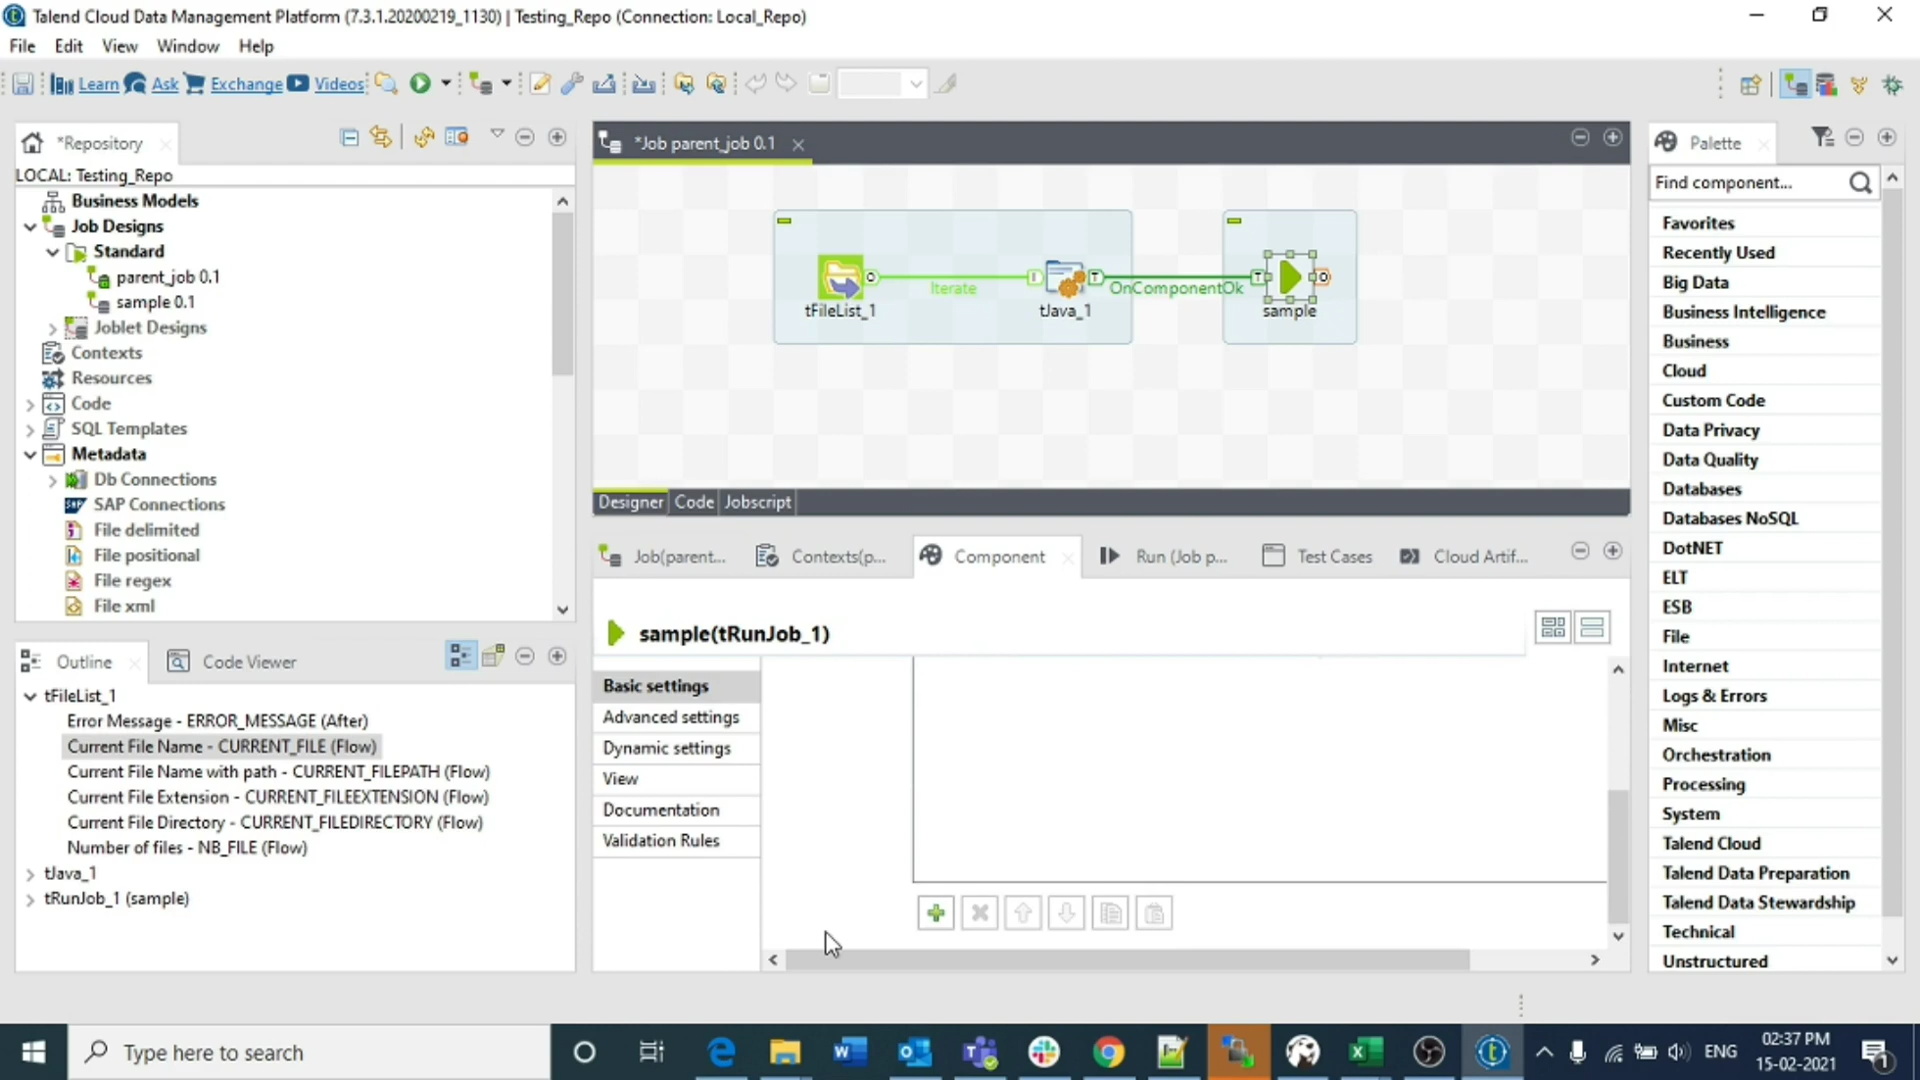 Talend Cloud Data Management Platform (7.3.1.20200219_1130) | Testing_Repo (Connection: Local_Repo)
File Edit View Window Help
Learn Ask Exchange Videos
*Repository
LOCAL: Testing_Repo
Business Models
Job Designs
Standard
parent_job 0.1
sample 0.1
Joblet Designs
Contexts
Resources
Code
SQL Templates
Metadata
Db Connections
SAP Connections
File delimited
File positional
File regex
File xml
Outline
Code Viewer
tFileList_1
Error Message - ERROR_MESSAGE (After)
Current File Name - CURRENT_FILE (Flow)
Current File Name with path - CURRENT_FILEPATH (Flow)
Current File Extension - CURRENT_FILEEXTENSION (Flow)
Current File Directory - CURRENT_FILEDIRECTORY (Flow)
Number of files - NB_FILE (Flow)
tJava_1
tRunJob_1 (sample)
*Job parent_job 0.1
Iterate
OnComponentOk
tFileList_1
tJava_1
sample
Designer Code Jobscript
Job(parent... Contexts(p... Component Run (Job p... Test Cases Cloud Artif...
sample(tRunJob_1)
Basic settings
Advanced settings
Dynamic settings
View
Documentation
Validation Rules
Palette
Find component...
Favorites
Recently Used
Big Data
Business Intelligence
Business
Cloud
Custom Code
Data Privacy
Data Quality
Databases
Databases NoSQL
DotNET
ELT
ESB
File
Internet
Logs & Errors
Misc
Orchestration
Processing
System
Talend Cloud
Talend Data Preparation
Talend Data Stewardship
Technical
Unstructured
Type here to search
ENG
02:37 PM
15-02-2021
1